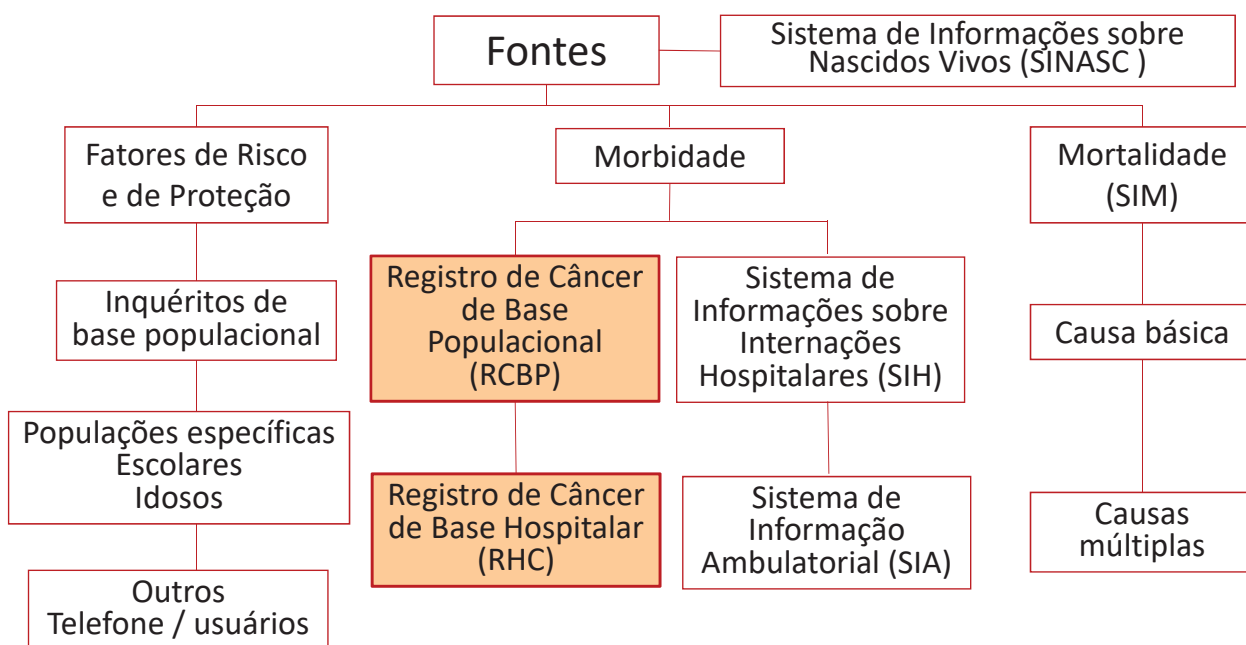 Fontes
Sistema de Informações sobre
Nascidos Vivos (SINASC )
Fatores de Risco
e de Proteção
Morbidade
Mortalidade
(SIM)
Inquéritos de
base populacional
Registro de Câncer
de Base
Populacional
(RCBP)
Sistema de
Informações sobre
Internações
Hospitalares (SIH)
Causa básica
Populações específicas
Escolares
Idosos
Registro de Câncer
de Base Hospitalar
(RHC)
Sistema de
Informação
Ambulatorial (SIA)
Causas
múltiplas
Outros
Telefone / usuários